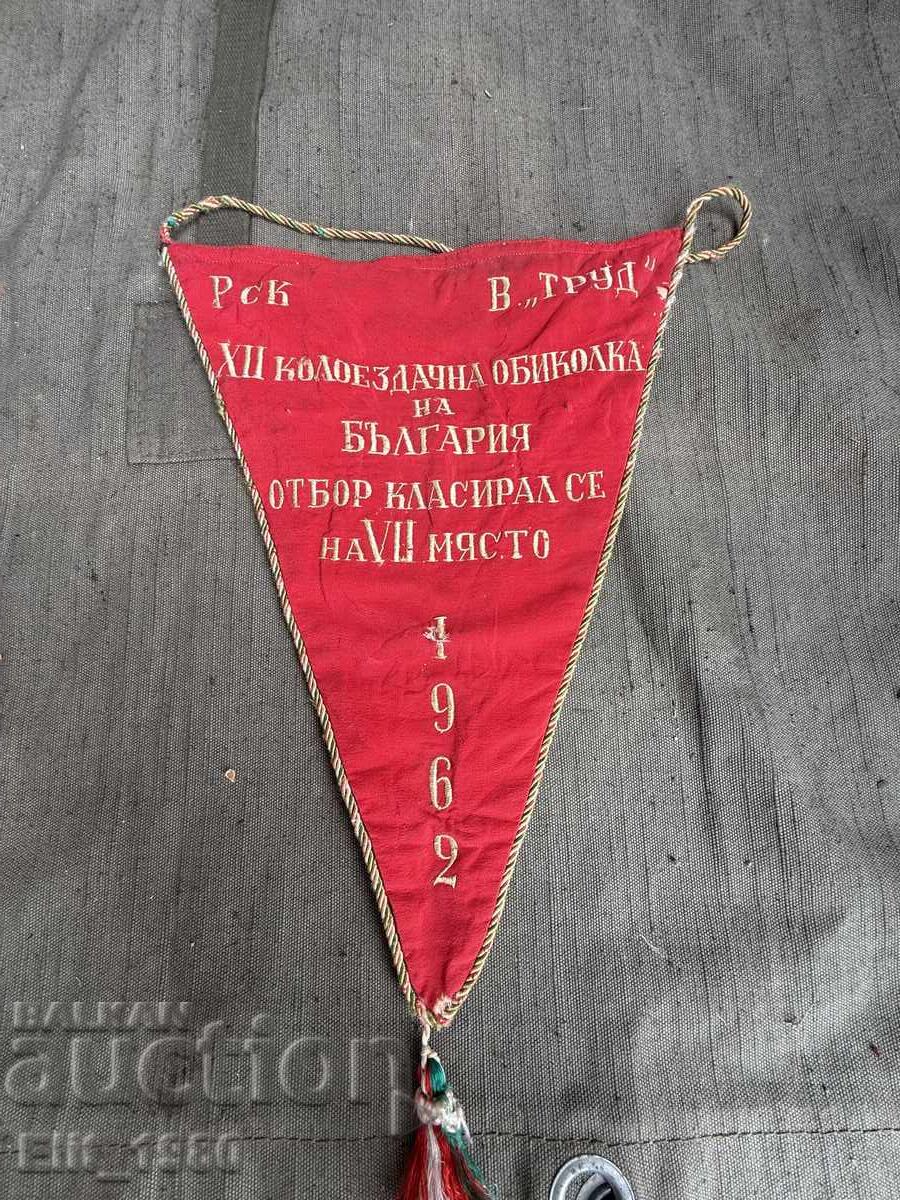 РСК В. „ТРУД“
XII КОЛОЕЗДАЧНА ОБИКОЛКА
НА
БЪЛГАРИЯ
ОТБОР КЛАСИРАЛ СЕ
НА VII МЯСТО
1
9
6
2
BALKAN
auction
Elit_1980